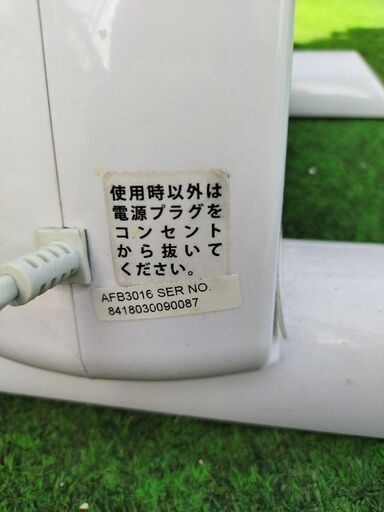 使用時以外は
電源プラグを
コンセント
から抜いて
ください。
AFB3016 SER NO.
8418030090087